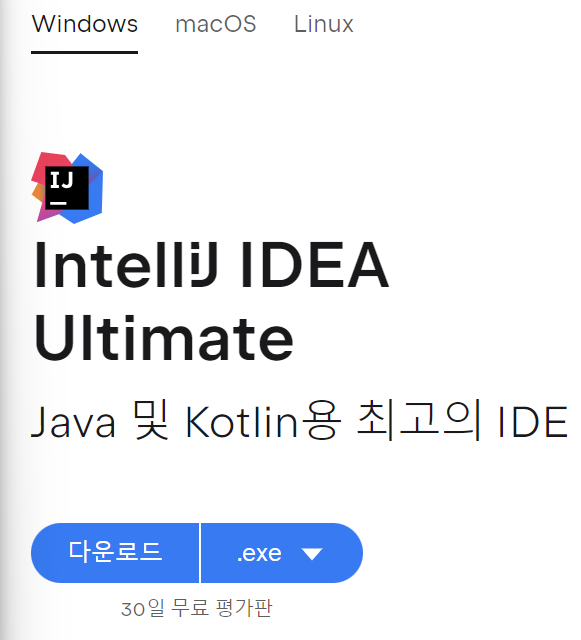 Windows macOS Linux
IJ
IntelliJ IDEA
Ultimate
Java 및 Kotlin용 최고의 IDE
다운로드 .exe
30일 무료 평가판